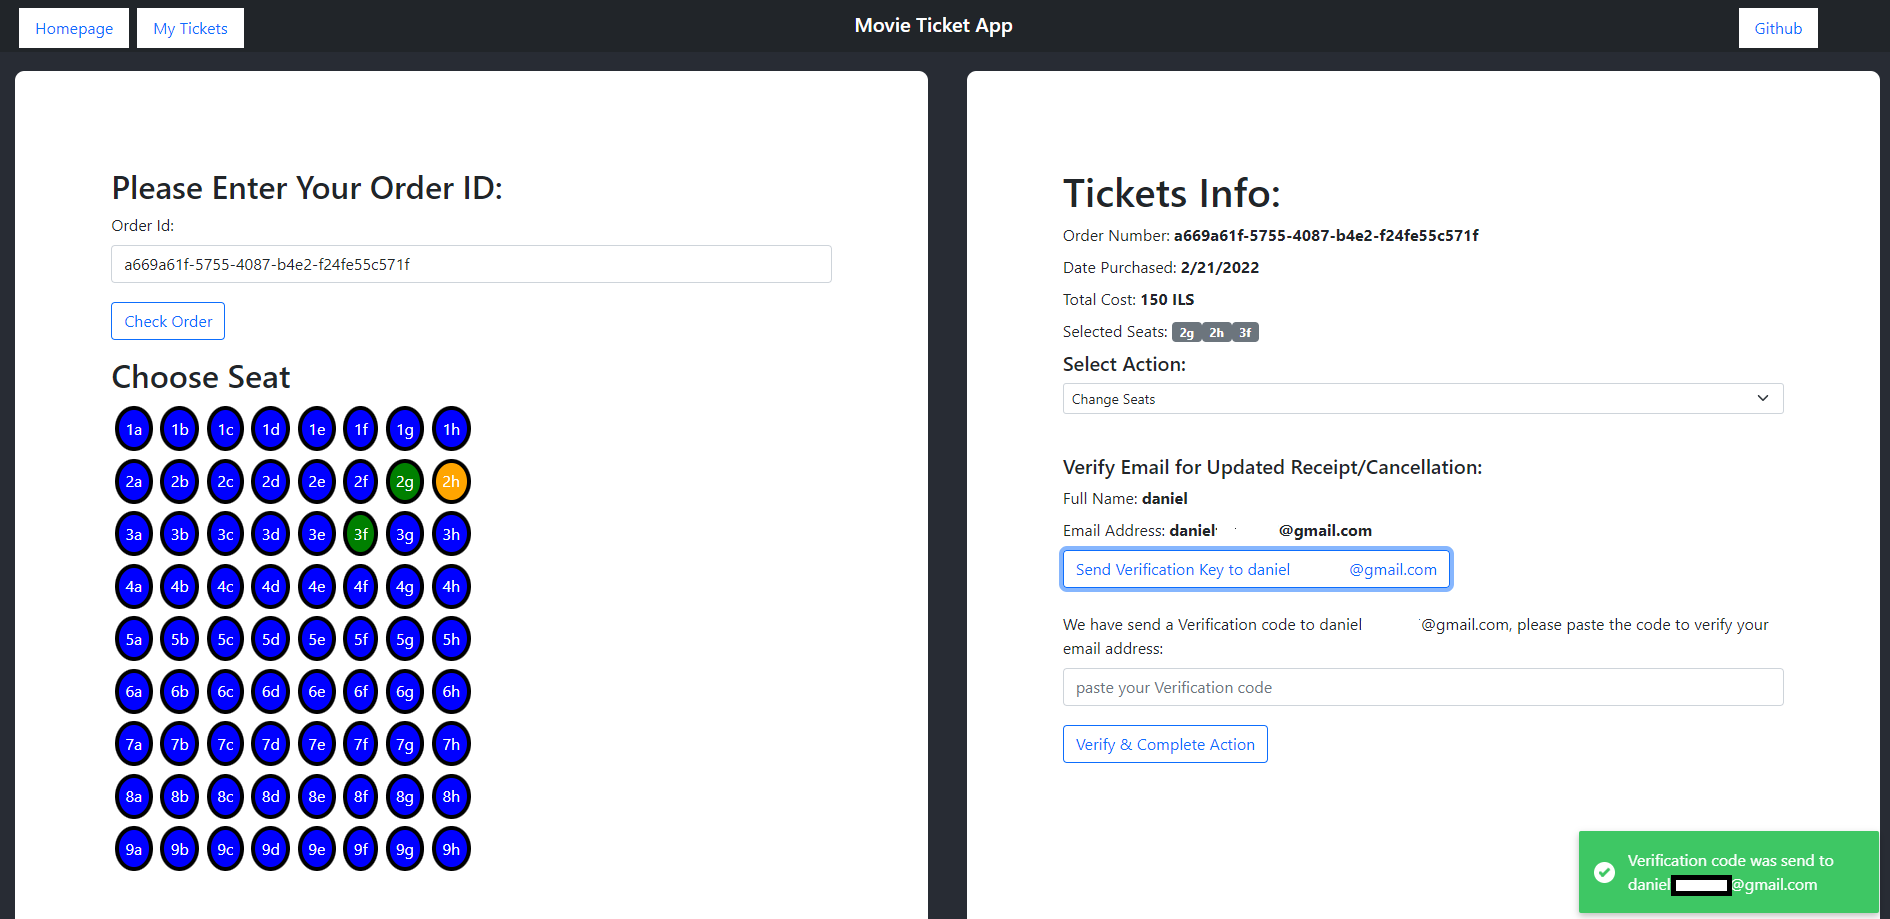 Homepage
My Tickets
Movie Ticket App
Github
Please Enter Your Order ID:
Order Id:
a669a61f-5755-4087-b4e2-f24fe55c571f
Check Order
Choose Seat
1a 1b 1c 1d 1e 1f 1g 1h
2a 2b 2c 2d 2e 2f 2g 2h
3a 3b 3c 3d 3e 3f 3g 3h
4a 4b 4c 4d 4e 4f 4g 4h
5a 5b 5c 5d 5e 5f 5g 5h
6a 6b 6c 6d 6e 6f 6g 6h
7a 7b 7c 7d 7e 7f 7g 7h
8a 8b 8c 8d 8e 8f 8g 8h
9a 9b 9c 9d 9e 9f 9g 9h
Tickets Info:
Order Number: a669a61f-5755-4087-b4e2-f24fe55c571f
Date Purchased: 2/21/2022
Total Cost: 150 ILS
Selected Seats: 2g 2h 3f
Select Action:
Change Seats
Verify Email for Updated Receipt/Cancellation:
Full Name: daniel
Email Address: daniel @gmail.com
Send Verification Key to daniel @gmail.com
We have send a Verification code to daniel @gmail.com, please paste the code to verify your
email address:
paste your Verification code
Verify & Complete Action
Verification code was send to
daniel @gmail.com